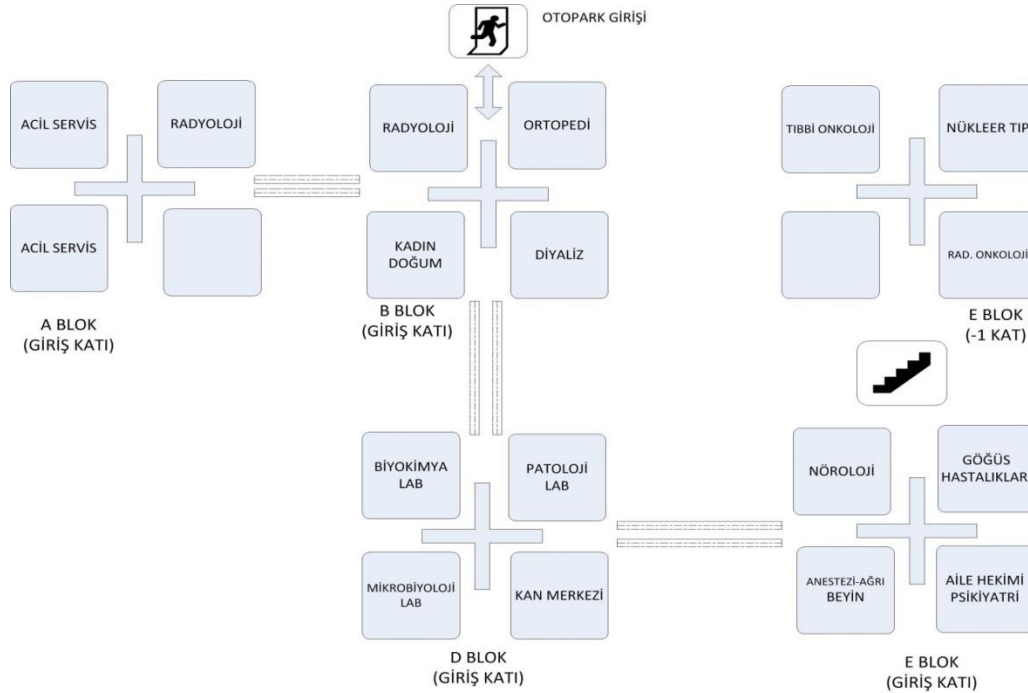 OTOPARK GİRİŞİ
ACİL SERVİS
RADYOLOJİ
ACİL SERVİS
A BLOK
(GİRİŞ KATI)
RADYOLOJİ
ORTOPEDİ
KADIN
DOĞUM
DİYALİZ
B BLOK
(GİRİŞ KATI)
TIBBİ ONKOLOJİ
NÜKLEER TIP
RAD. ONKOLOJİ
E BLOK
(-1 KAT)
BİYOKİMYA
LAB
PATOLOJİ
LAB
MİKROBİYOLOJİ
LAB
KAN MERKEZİ
D BLOK
(GİRİŞ KATI)
NÖROLOJİ
GÖĞÜS
HASTALIKLAR
ANESTEZİ-AĞRI
BEYİN
AİLE HEKİMİ
PSİKİYATRİ
E BLOK
(GİRİŞ KATI)